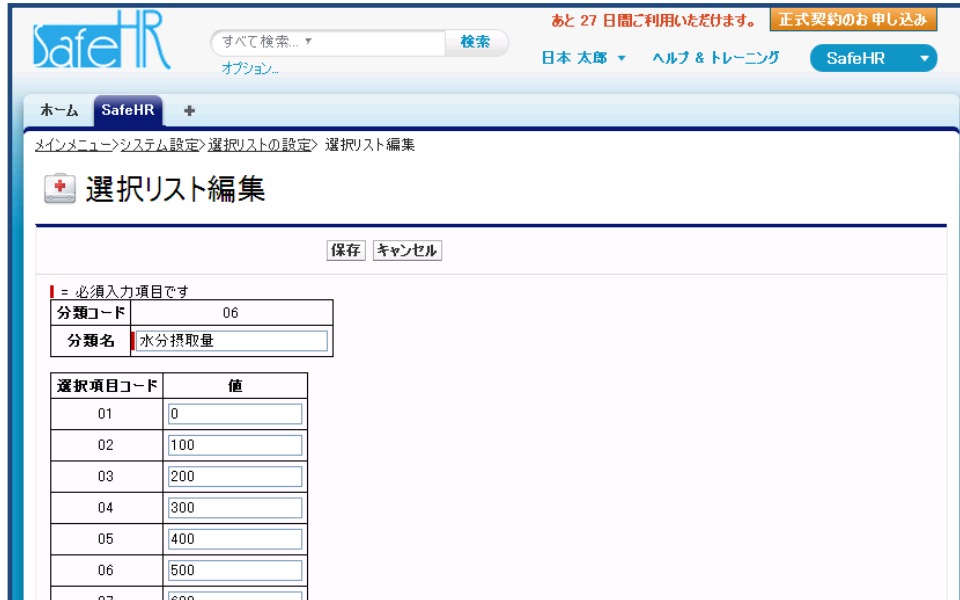 SafeHR
あと 27 日間ご利用いただけます。 正式契約のお申し込み
すべて検索... 検索
オプション...
日本 太郎 ヘルプ & トレーニング SafeHR
ホーム SafeHR +
メインメニュー>システム設定>選択リストの設定> 選択リスト編集
選択リスト編集
保存 キャンセル
= 必須入力項目です
分類コード 06
分類名 水分摂取量
選択項目コード 値
01 0
02 100
03 200
04 300
05 400
06 500
07 600